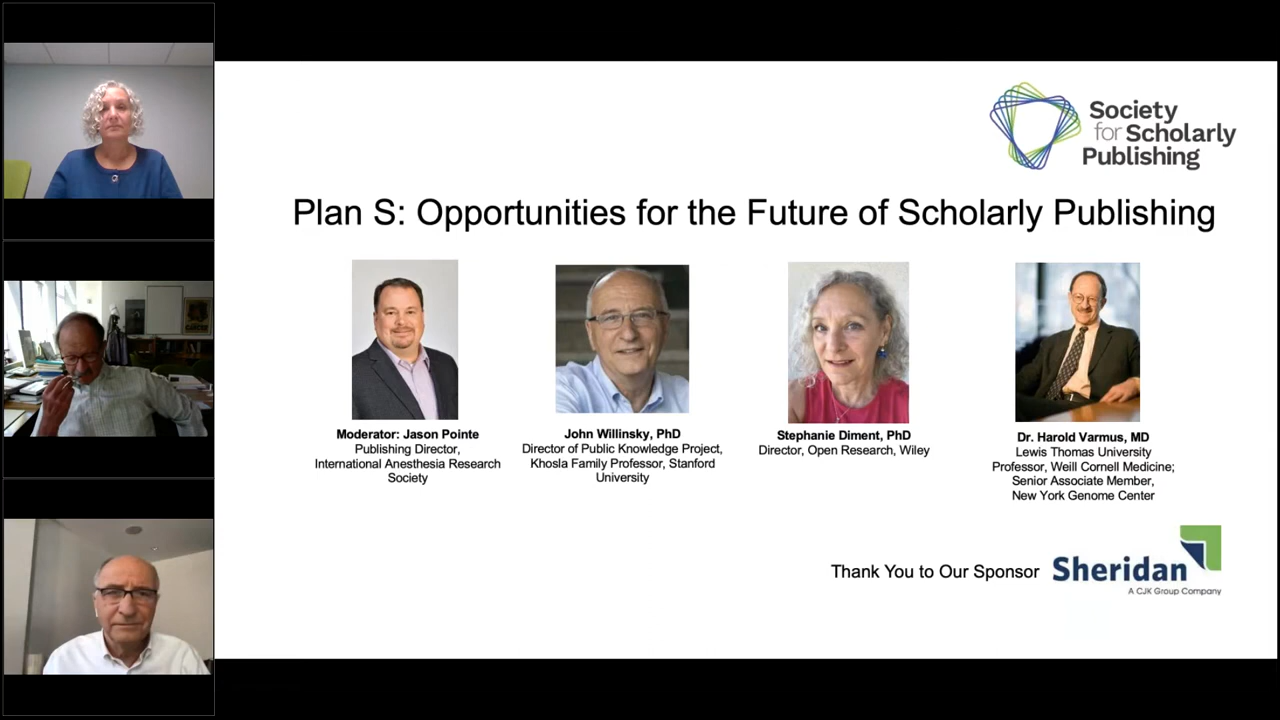 Society
for Scholarly
Publishing
Plan S: Opportunities for the Future of Scholarly Publishing
Moderator: Jason Pointe
Publishing Director,
International Anesthesia Research
Society
John Willinsky, PhD
Director of Public Knowledge Project,
Khosla Family Professor, Stanford
University
Stephanie Diment, PhD
Director, Open Research, Wiley
Dr. Harold Varmus, MD
Lewis Thomas University
Professor, Weill Cornell Medicine;
Senior Associate Member,
New York Genome Center
Thank You to Our Sponsor
Sheridan
A CJK Group Company